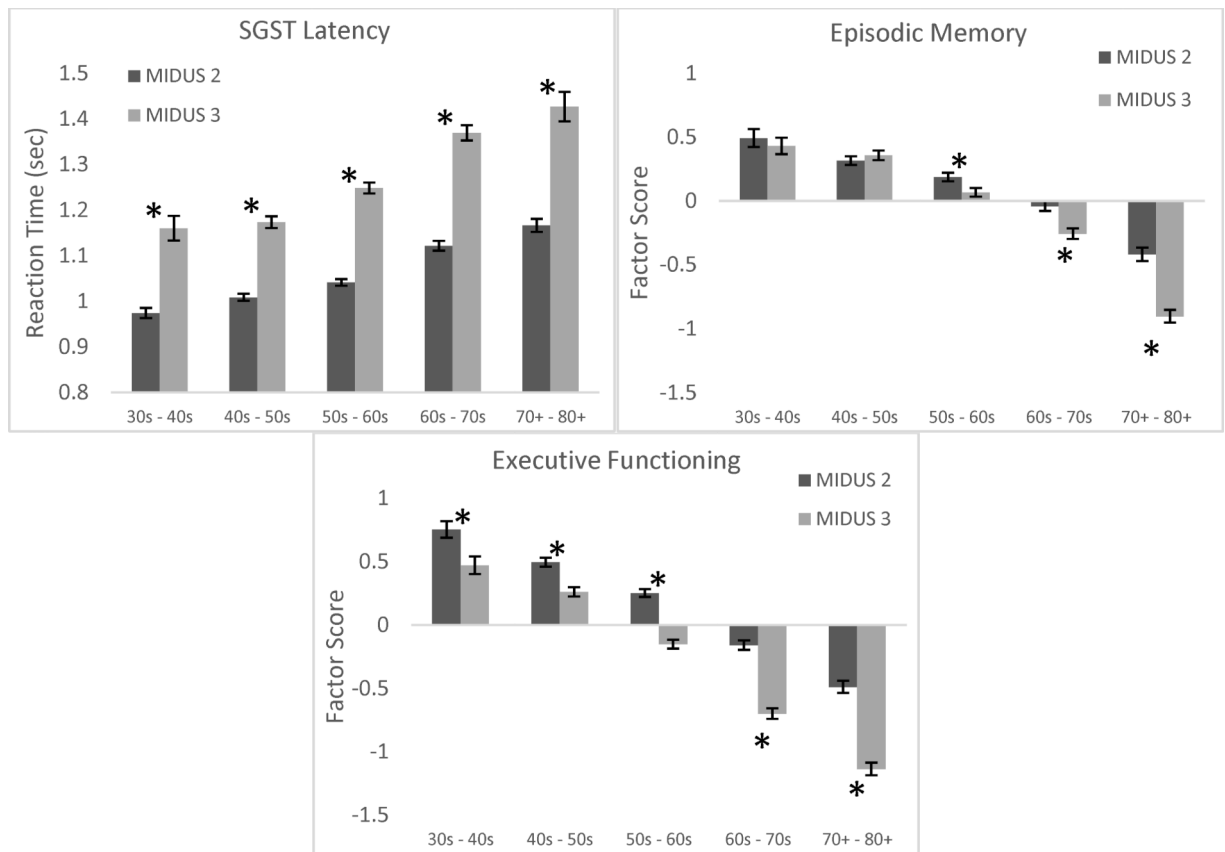 SGST Latency
MIDUS 2
MIDUS 3
Reaction Time (sec)
1.5
1.4
1.3
1.2
1.1
1
0.9
0.8
* * * * *
30s - 40s 40s - 50s 50s - 60s 60s - 70s 70+ - 80+
Episodic Memory
MIDUS 2
MIDUS 3
Factor Score
1
0.5
0
-0.5
-1
-1.5
* * *
30s - 40s 40s - 50s 50s - 60s 60s - 70s 70+ - 80+
Executive Functioning
MIDUS 2
MIDUS 3
Factor Score
1
0.5
0
-0.5
-1
-1.5
* * * * *
30s - 40s 40s - 50s 50s - 60s 60s - 70s 70+ - 80+